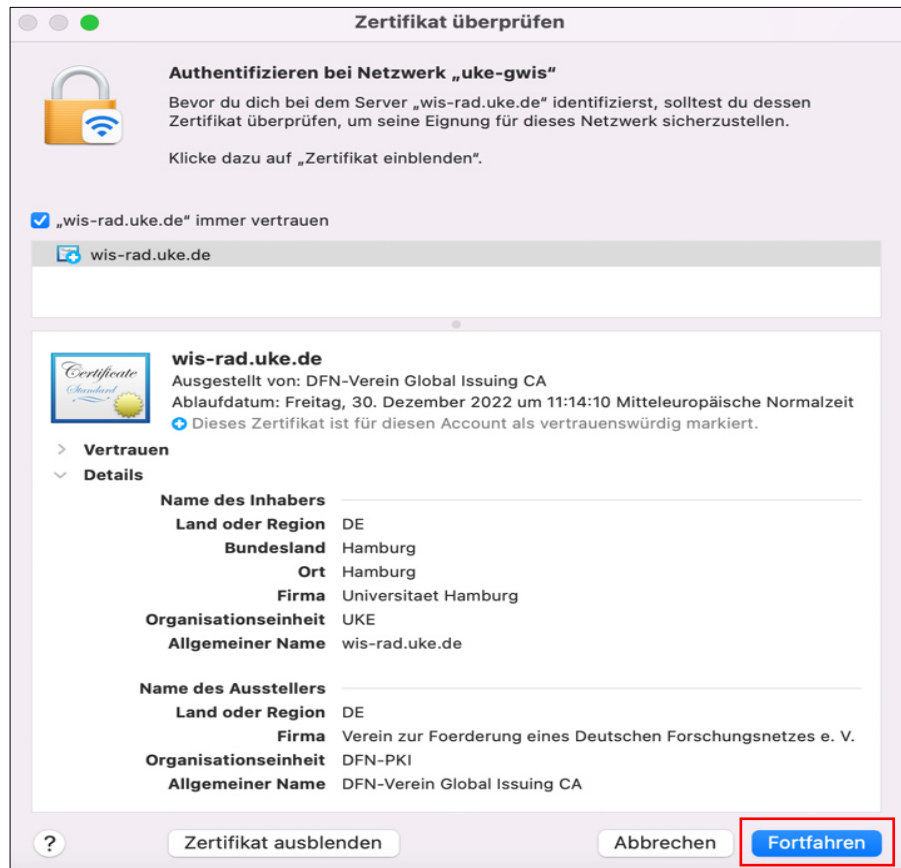 Zertifikat überprüfen
Authentifizieren bei Netzwerk „uke-gwis“
Bevor du dich bei dem Server „wis-rad.uke.de“ identifizierst, solltest du dessen
Zertifikat überprüfen, um seine Eignung für dieses Netzwerk sicherzustellen.
Klicke dazu auf „Zertifikat einblenden“.
„wis-rad.uke.de“ immer vertrauen
wis-rad.uke.de
Certificate
Standard
wis-rad.uke.de
Ausgestellt von: DFN-Verein Global Issuing CA
Ablaufdatum: Freitag, 30. Dezember 2022 um 11:14:10 Mitteleuropäische Normalzeit
Dieses Zertifikat ist für diesen Account als vertrauenswürdig markiert.
Vertrauen
Details
Name des Inhabers
Land oder Region DE
Bundesland Hamburg
Ort Hamburg
Firma Universitaet Hamburg
Organisationseinheit UKE
Allgemeiner Name wis-rad.uke.de
Name des Ausstellers
Land oder Region DE
Firma Verein zur Foerderung eines Deutschen Forschungsnetzes e. V.
Organisationseinheit DFN-PKI
Allgemeiner Name DFN-Verein Global Issuing CA
? Zertifikat ausblenden Abbrechen Fortfahren